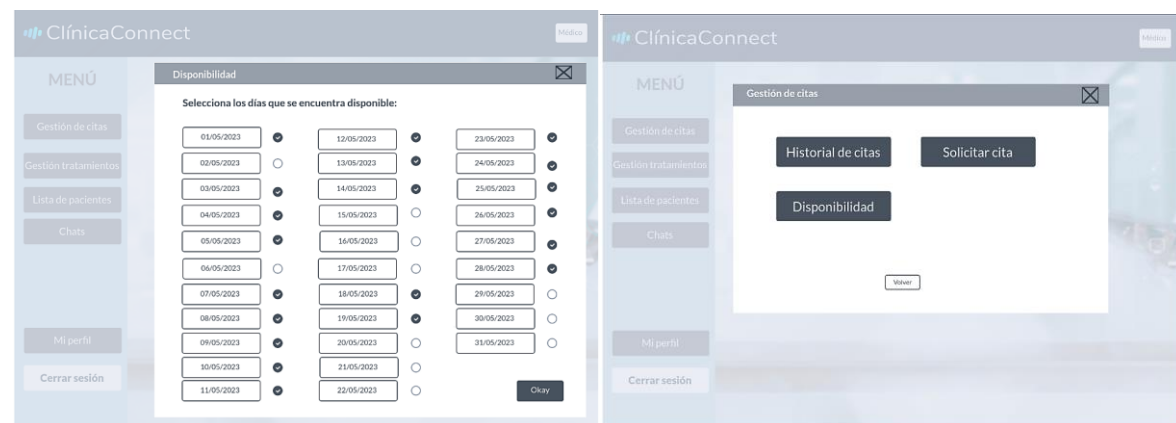 ClínicaConnect
Médico
MENÚ
Gestión de citas
Gestión tratamientos
Lista de pacientes
Chats
Mi perfil
Cerrar sesión
Disponibilidad
Selecciona los días que se encuentra disponible:
01/05/2023
02/05/2023
03/05/2023
04/05/2023
05/05/2023
06/05/2023
07/05/2023
08/05/2023
09/05/2023
10/05/2023
11/05/2023
12/05/2023
13/05/2023
14/05/2023
15/05/2023
16/05/2023
17/05/2023
18/05/2023
19/05/2023
20/05/2023
21/05/2023
22/05/2023
23/05/2023
24/05/2023
25/05/2023
26/05/2023
27/05/2023
28/05/2023
29/05/2023
30/05/2023
31/05/2023
Okay
ClínicaConnect
Médico
MENÚ
Gestión de citas
Gestión tratamientos
Lista de pacientes
Chats
Mi perfil
Cerrar sesión
Gestión de citas
Historial de citas
Solicitar cita
Disponibilidad
Volver